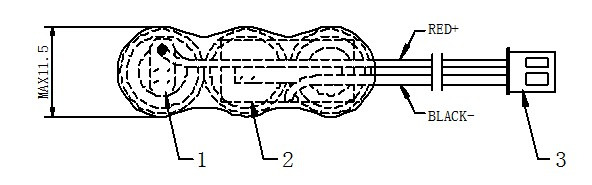 RED+
MAX11.5
BLACK-
1
2
3